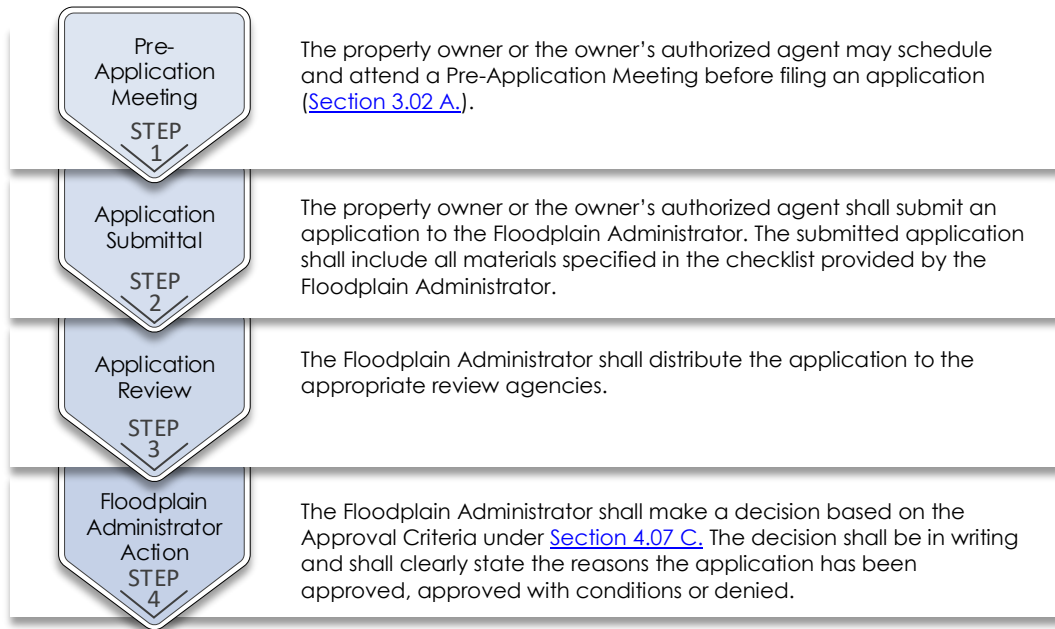 Pre-
Application
Meeting
STEP
1
The property owner or the owner’s authorized agent may schedule
and attend a Pre-Application Meeting before filing an application
(Section 3.02 A.).
Application
Submittal
STEP
2
The property owner or the owner’s authorized agent shall submit an
application to the Floodplain Administrator. The submitted application
shall include all materials specified in the checklist provided by the
Floodplain Administrator.
Application
Review
STEP
3
The Floodplain Administrator shall distribute the application to the
appropriate review agencies.
Floodplain
Administrator
Action
STEP
4
The Floodplain Administrator shall make a decision based on the
Approval Criteria under Section 4.07 C. The decision shall be in writing
and shall clearly state the reasons the application has been
approved, approved with conditions or denied.